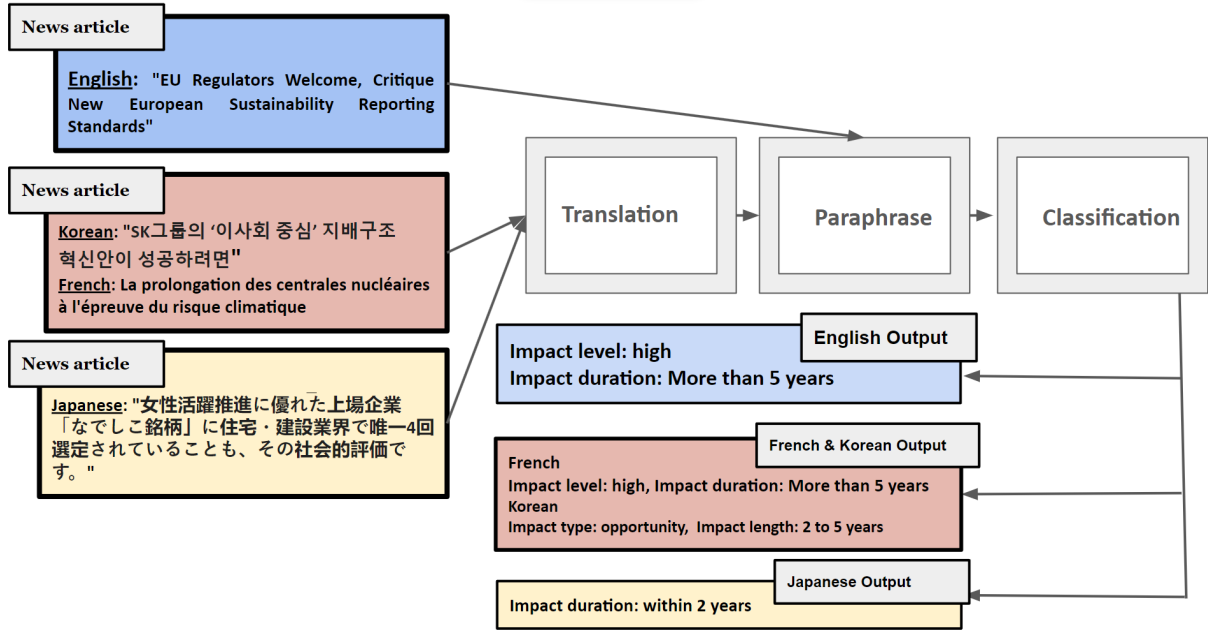 News article
English: "EU Regulators Welcome, Critique
New European Sustainability Reporting
Standards"
News article
Korean: "SK그룹의 ‘이사회 중심’ 지배구조
혁신안이 성공하려면"
French: La prolongation des centrales nucléaires
à l'épreuve du risque climatique
News article
Japanese: "女性活躍推進に優れた上場企業
「なでしこ銘柄」に住宅・建設業界で唯一4回
選定されていることも、その社会的評価で
す。"
Translation
Paraphrase
Classification
English Output
Impact level: high
Impact duration: More than 5 years
French & Korean Output
French
Impact level: high, Impact duration: More than 5 years
Korean
Impact type: opportunity, Impact length: 2 to 5 years
Japanese Output
Impact duration: within 2 years